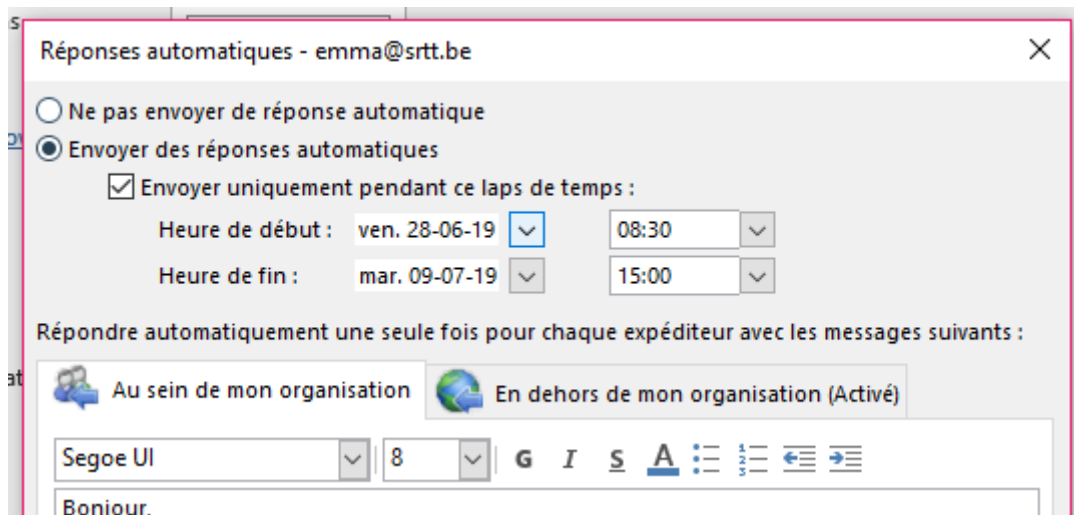 Réponses automatiques - emma@srtt.be
Ne pas envoyer de réponse automatique
Envoyer des réponses automatiques
Envoyer uniquement pendant ce laps de temps :
Heure de début : ven. 28-06-19 08:30
Heure de fin : mar. 09-07-19 15:00
Répondre automatiquement une seule fois pour chaque expéditeur avec les messages suivants :
Au sein de mon organisation En dehors de mon organisation (Activé)
Segoe UI 8 G I S A
Bonjour,